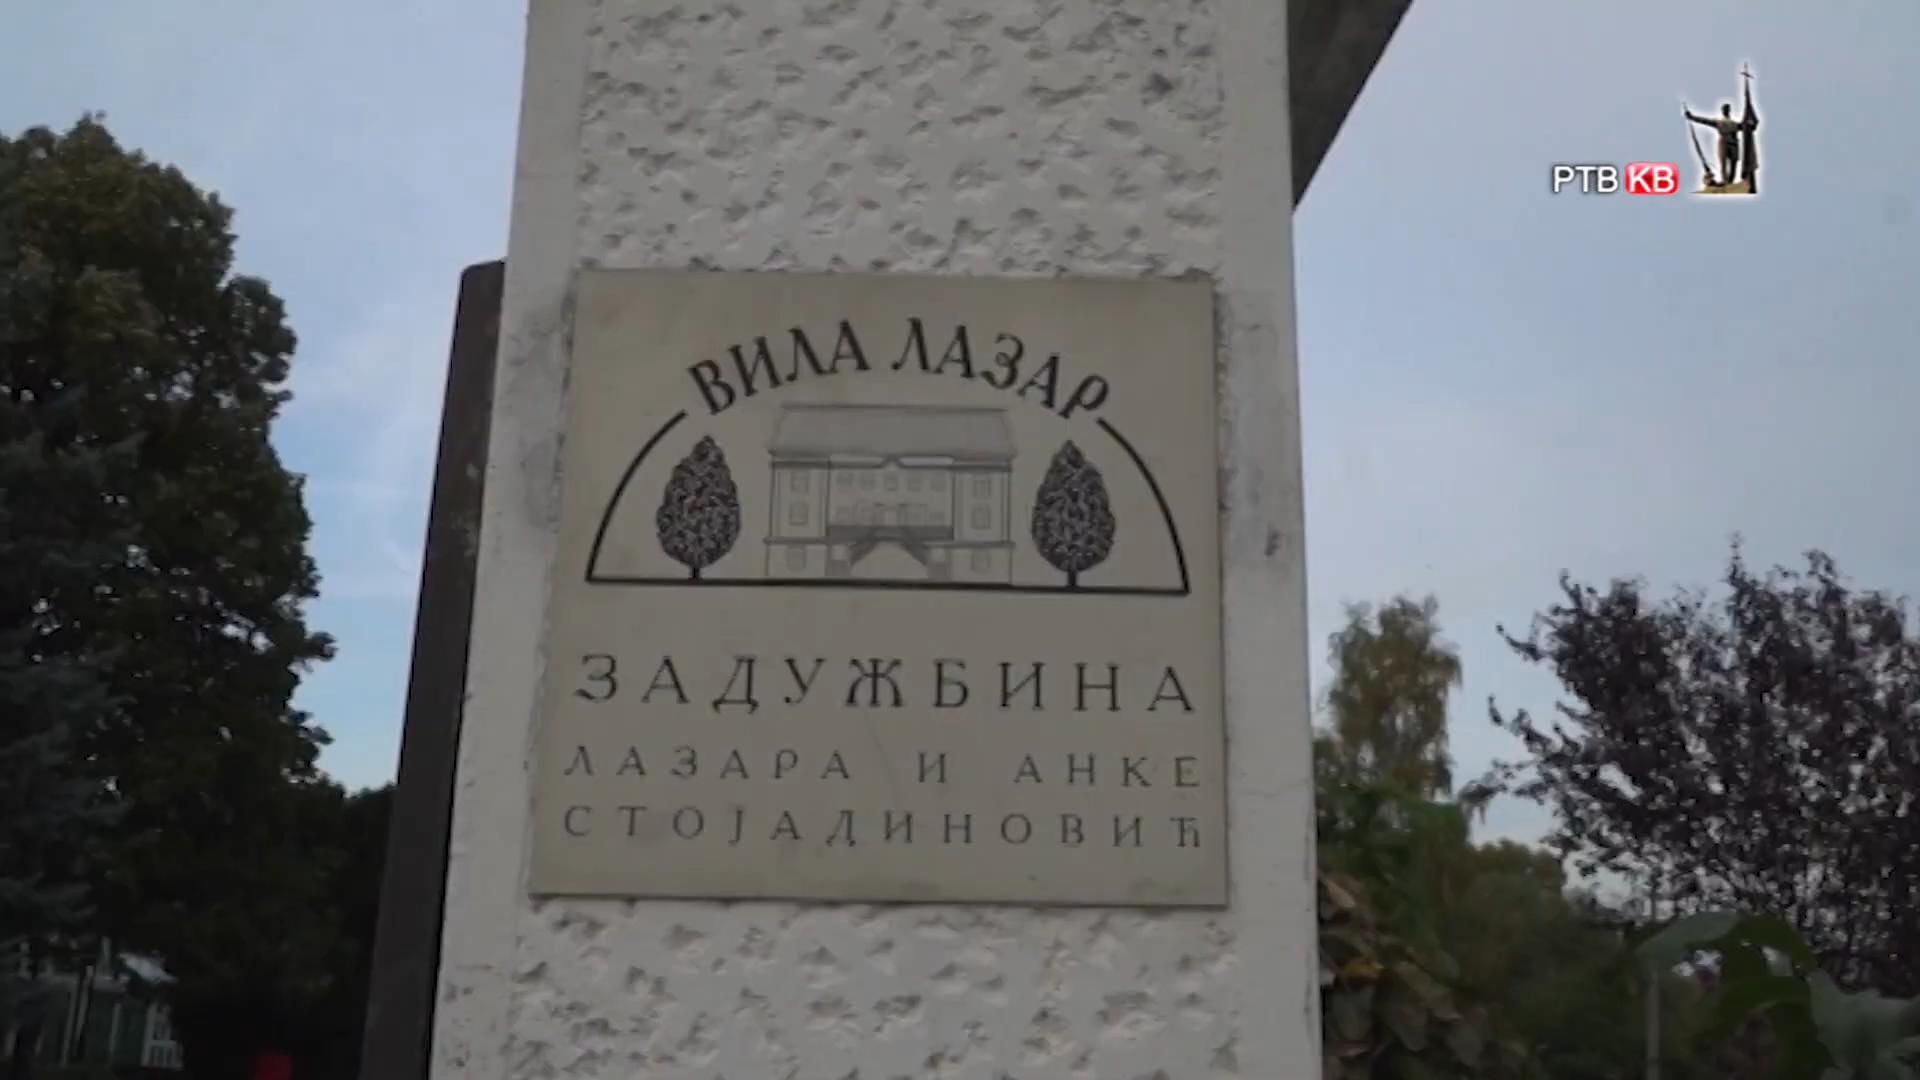 РТВ КВ
ВИЛА ЛАЗАР
ЗАДУЖБИНА
ЛАЗАРА И АНКЕ
СТОЈАДИНОВИЋ